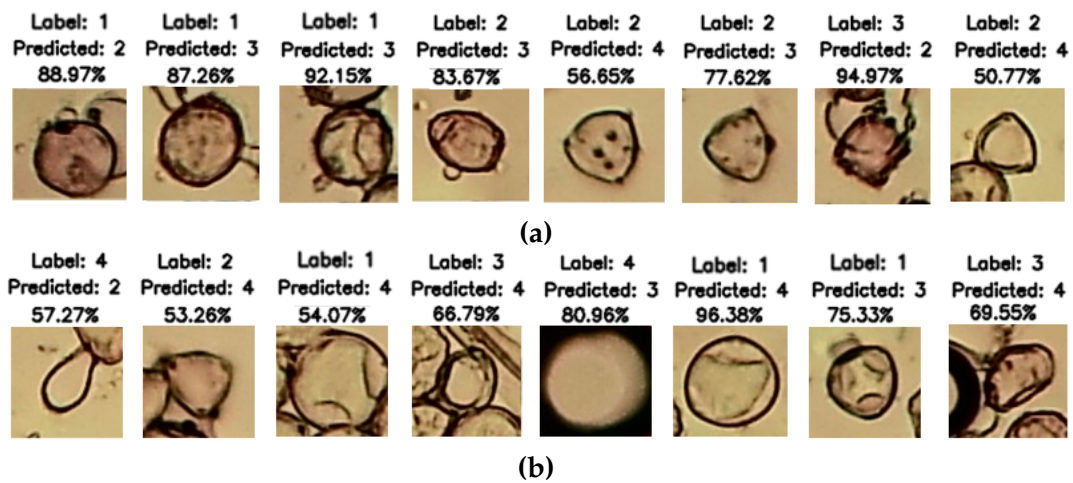 Label: 1 Label: 1 Label: 1 Label: 2 Label: 2 Label: 2 Label: 3 Label: 2
Predicted: 2 Predicted: 3 Predicted: 3 Predicted: 2 Predicted: 4 Predicted: 3 Predicted: 2 Predicted: 4
88.97% 87.26% 92.15% 83.67% 56.65% 77.62% 94.97% 50.77%
(a)
Label: 4 Label: 2 Label: 1 Label: 3 Label: 4 Label: 1 Label: 1 Label: 3
Predicted: 2 Predicted: 4 Predicted: 4 Predicted: 4 Predicted: 3 Predicted: 4 Predicted: 3 Predicted: 4
57.27% 53.26% 54.07% 66.79% 80.96% 96.38% 75.33% 69.55%
(b)